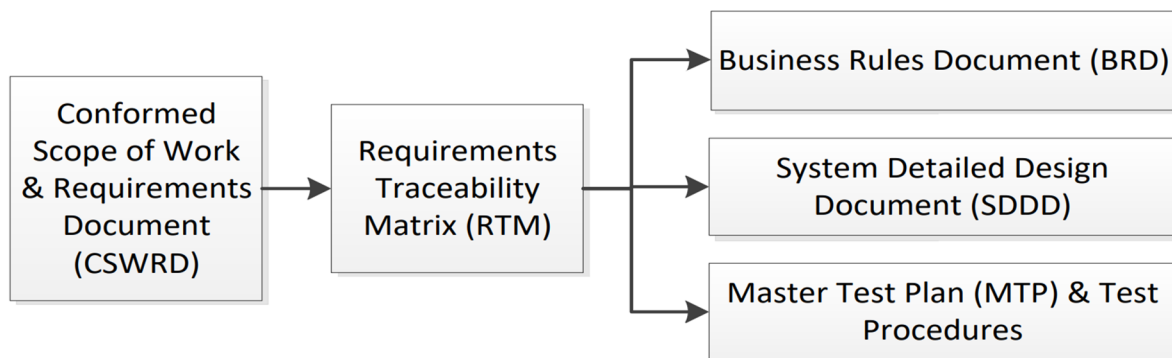 Conformed
Scope of Work
& Requirements
Document
(CSWRD)
Requirements
Traceability
Matrix (RTM)
Business Rules Document (BRD)
System Detailed Design
Document (SDDD)
Master Test Plan (MTP) & Test
Procedures